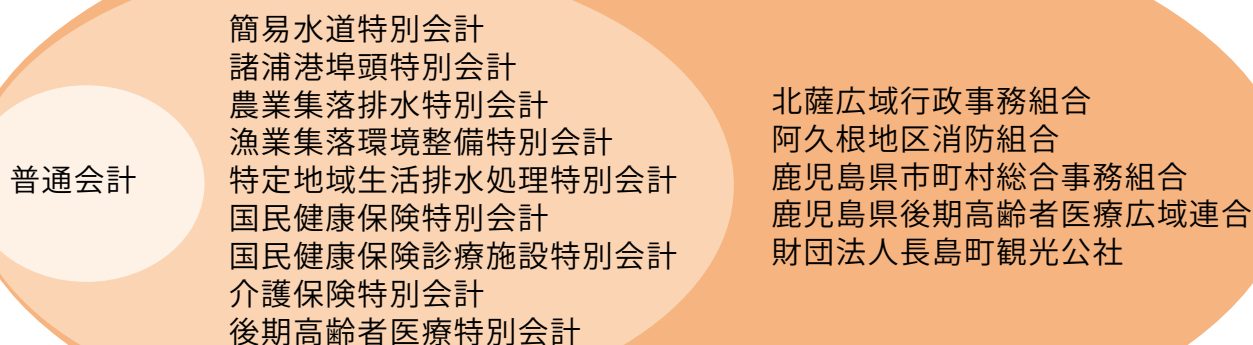 普通会計
簡易水道特別会計
諸浦港埠頭特別会計
農業集落排水特別会計
漁業集落環境整備特別会計
特定地域生活排水処理特別会計
国民健康保険特別会計
国民健康保険診療施設特別会計
介護保険特別会計
後期高齢者医療特別会計
北薩広域行政事務組合
阿久根地区消防組合
鹿児島県市町村総合事務組合
鹿児島県後期高齢者医療広域連合
財団法人長島町観光公社